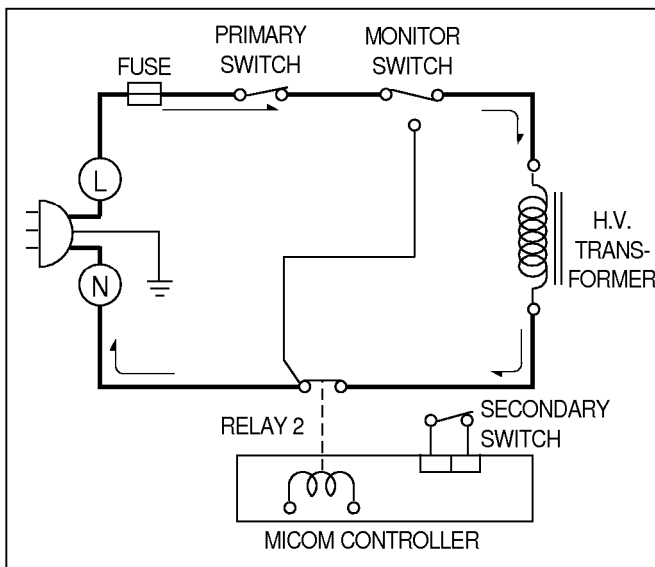 PRIMARY
SWITCH
MONITOR
SWITCH
FUSE
L
H.V.
TRANS-
FORMER
N
RELAY 2
SECONDARY
SWITCH
MICOM CONTROLLER